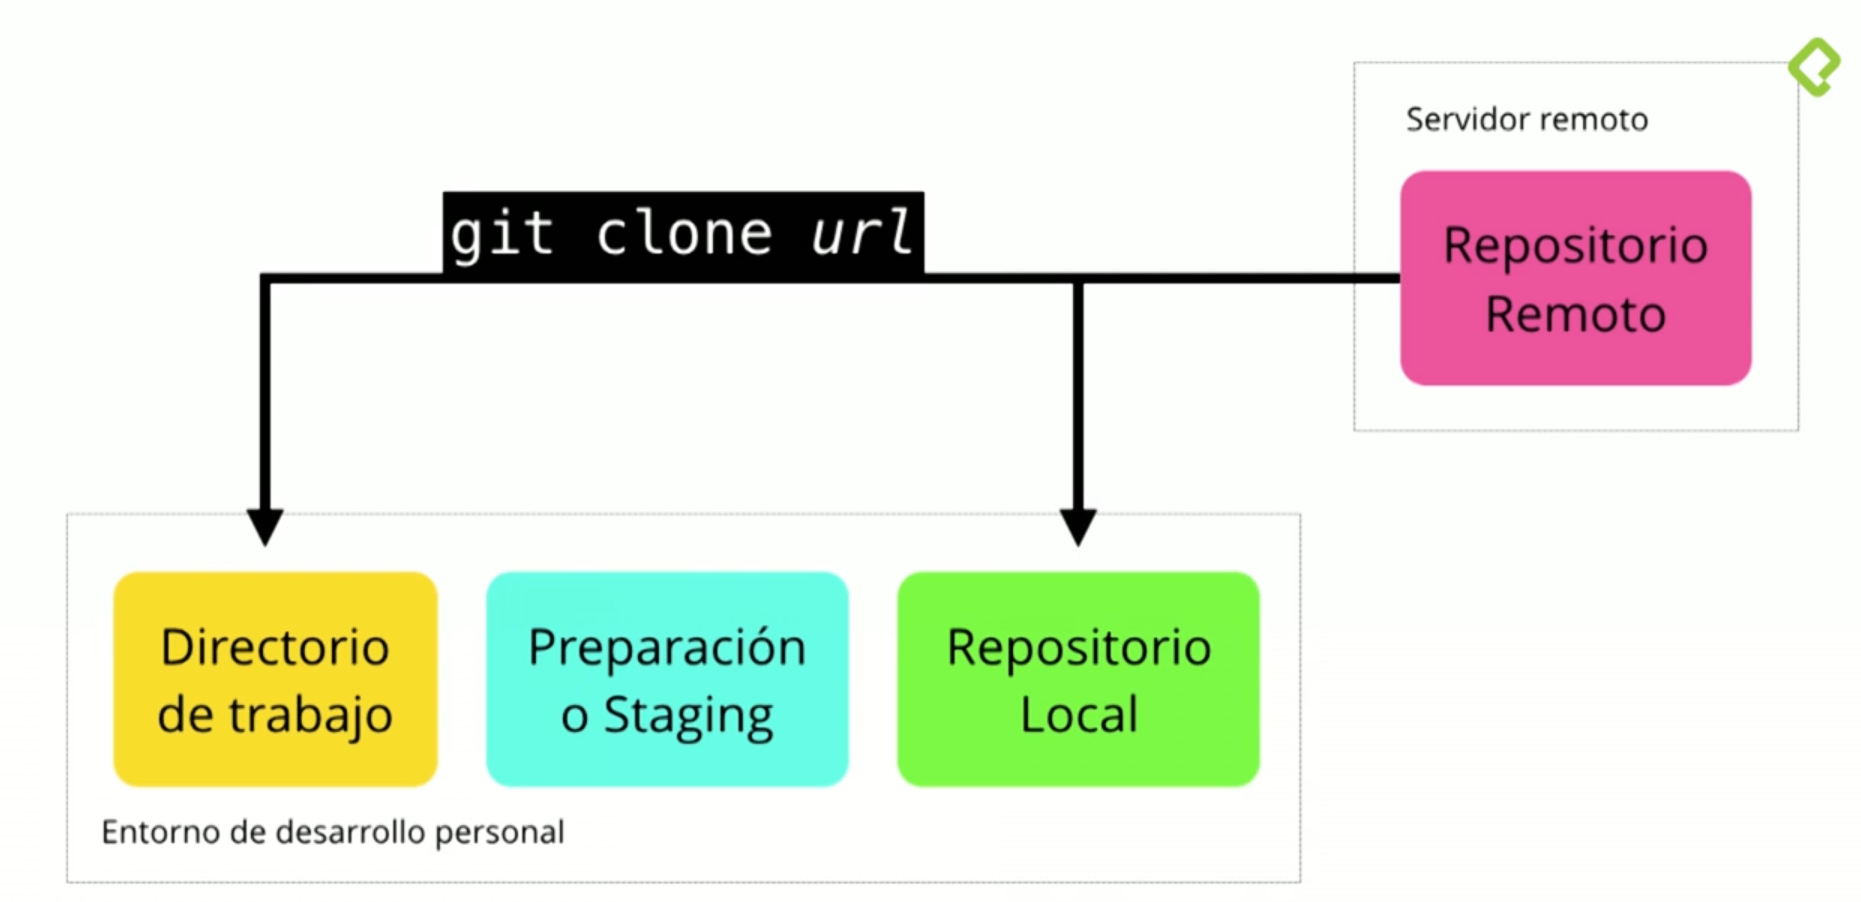 Servidor remoto
git clone url
Repositorio
Remoto
Directorio
de trabajo
Preparación
o Staging
Repositorio
Local
Entorno de desarrollo personal